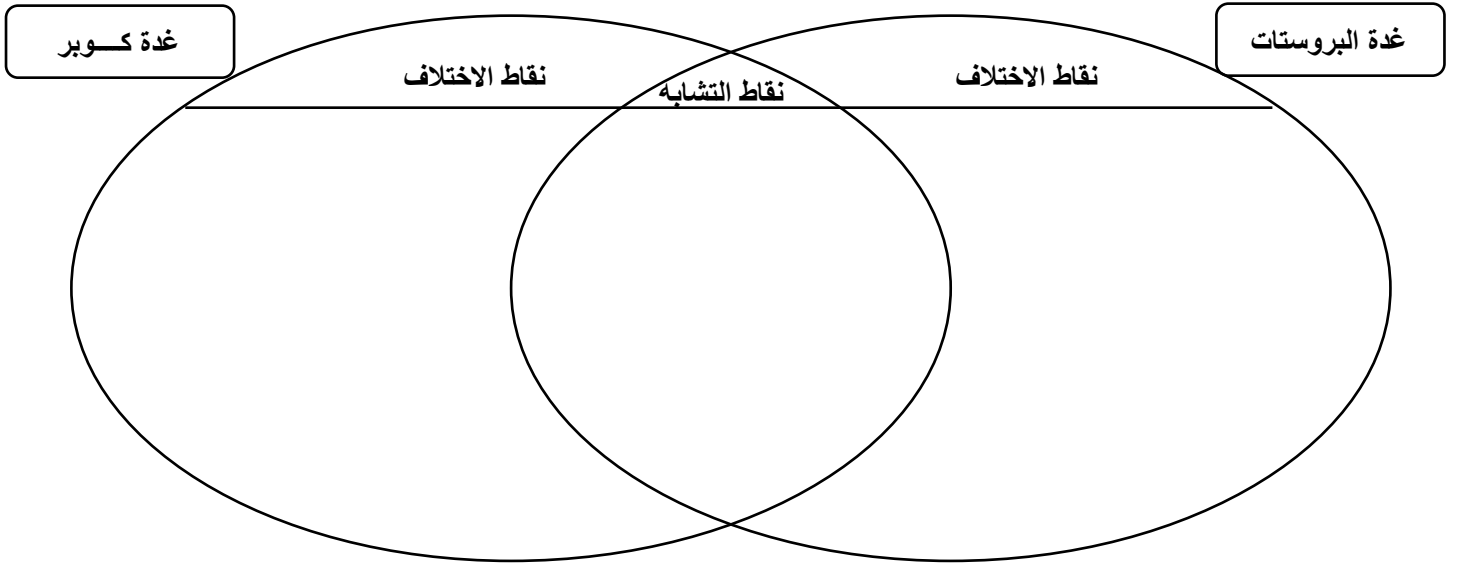 غدة البروستات
غدة كـــوبر
نقاط الاختلاف
نقاط التشابه
نقاط الاختلاف